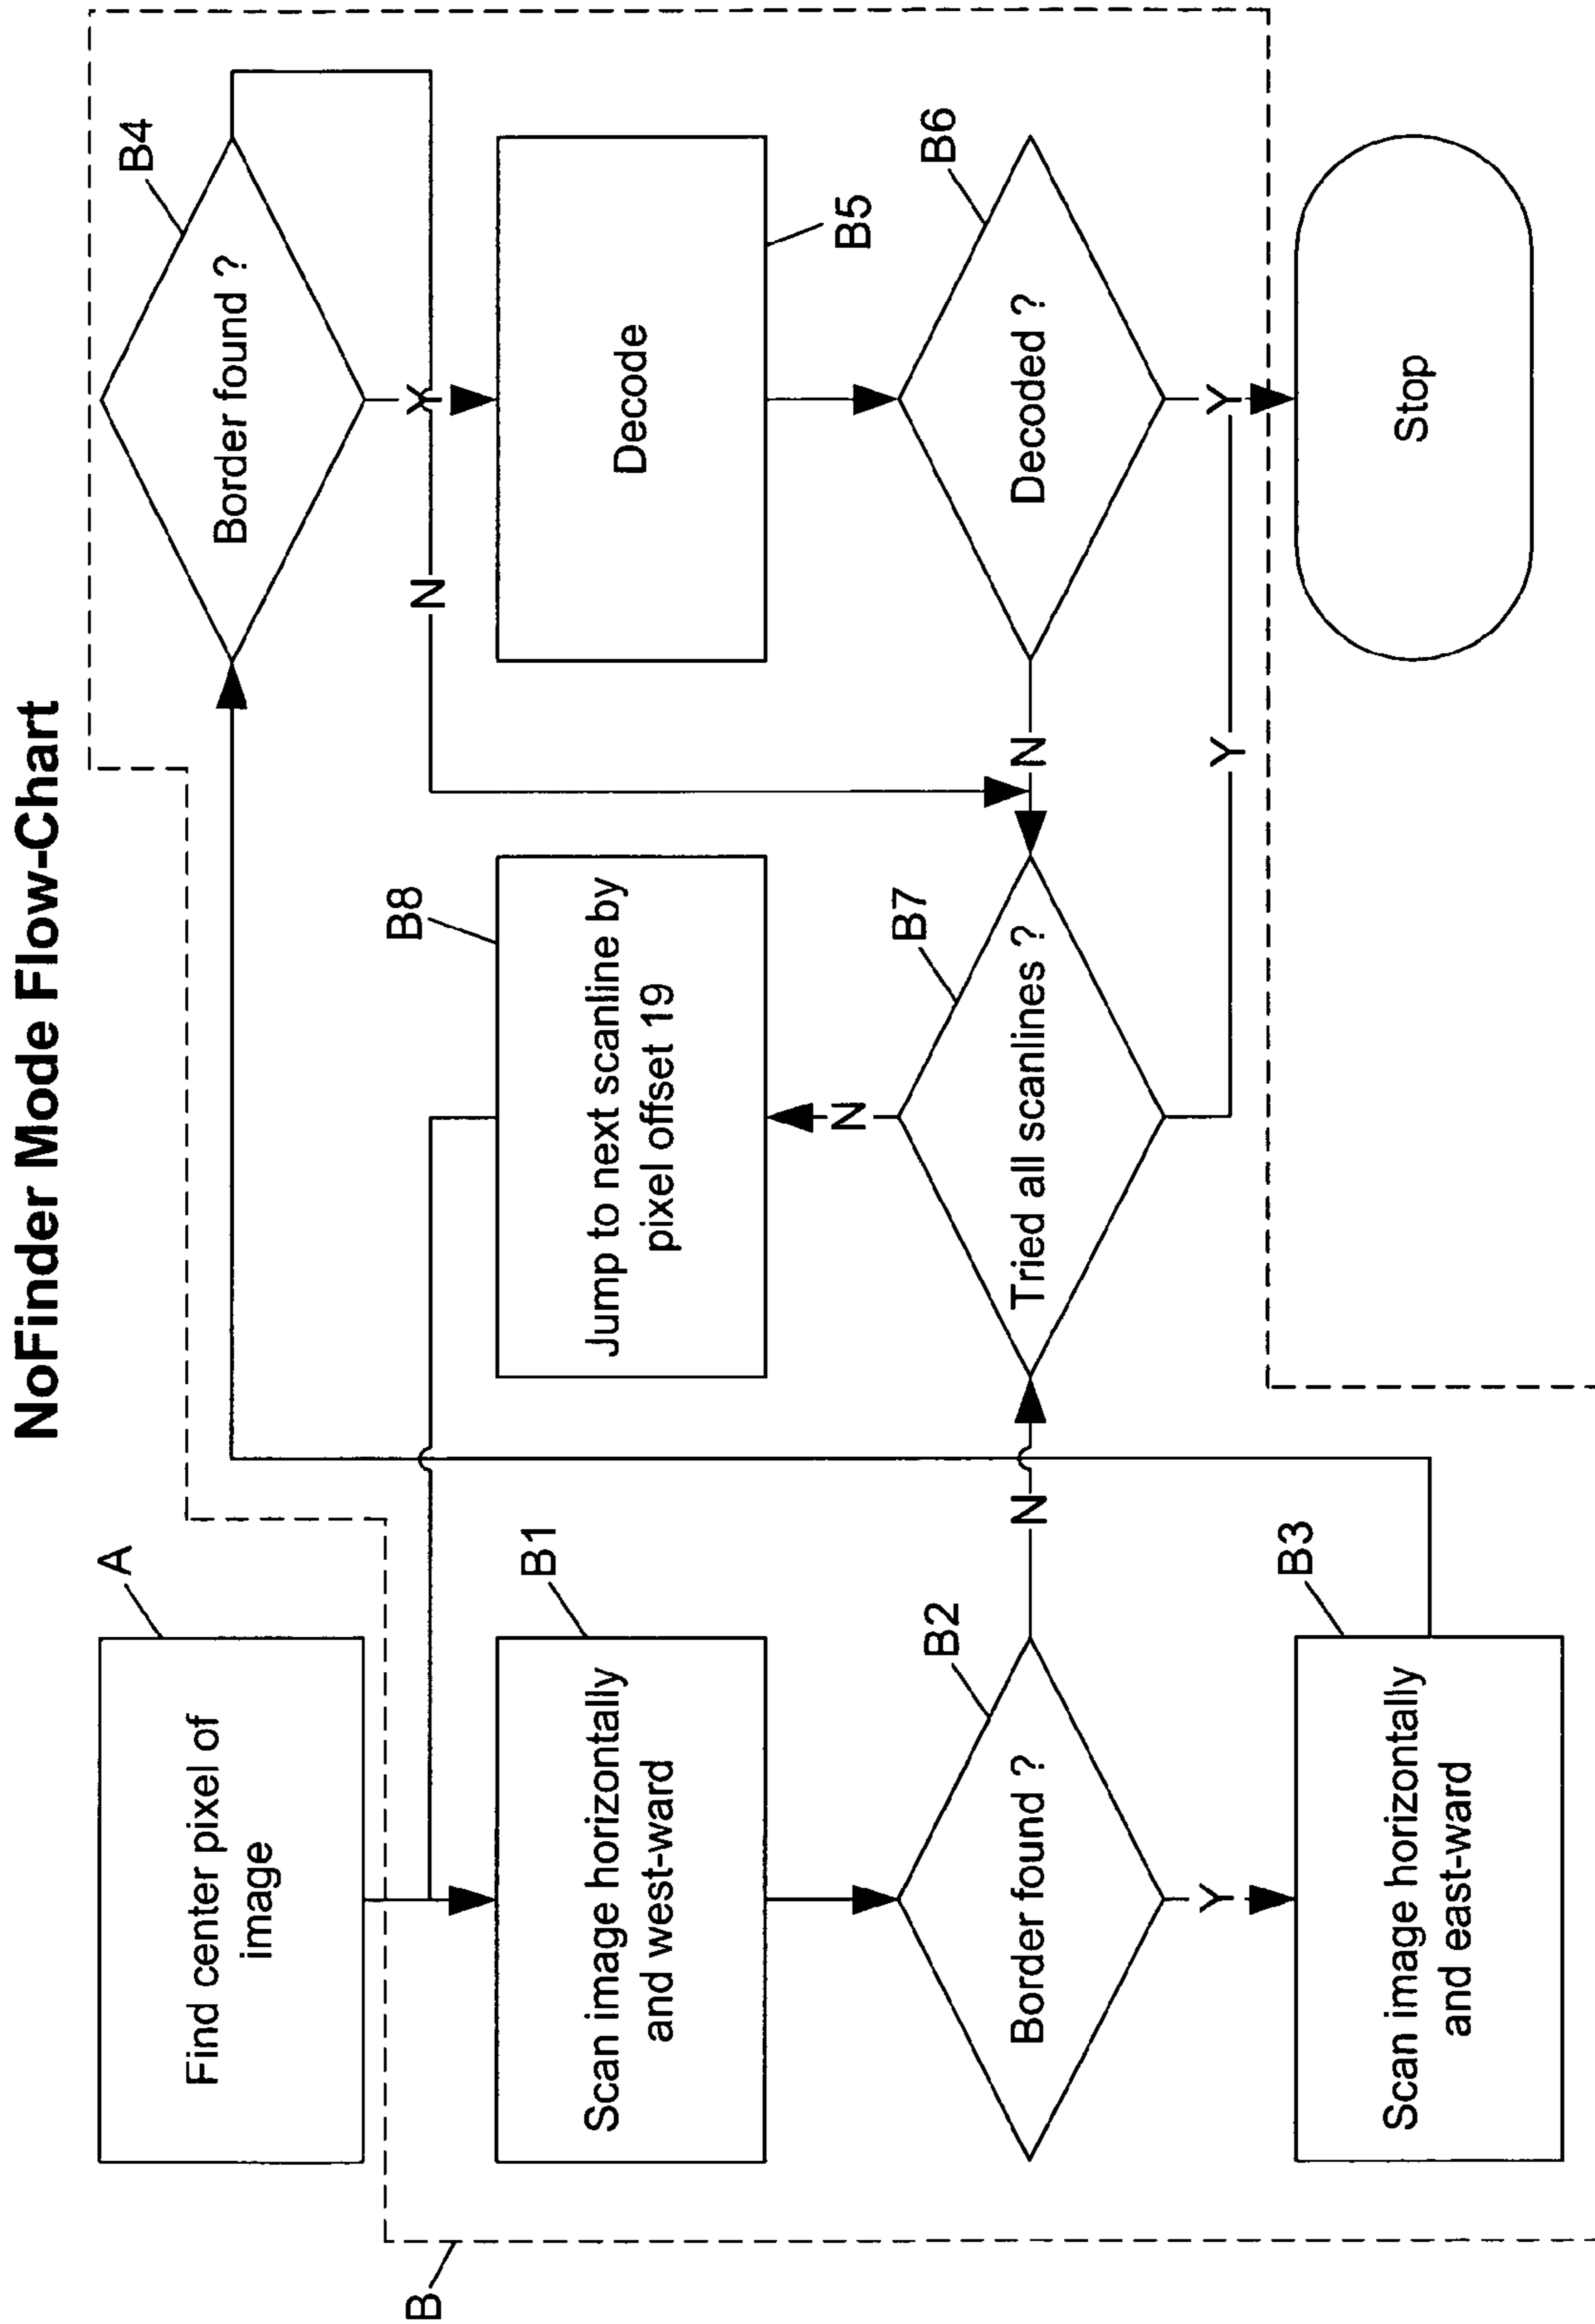 NoFinder Mode Flow-Chart
A
Find center pixel of
image
B
B1
Scan image horizontally
and west-ward
B2
Border found ?
N
Y
B3
Scan image horizontally
and east-ward
B8
Jump to next scanline by
pixel offset 19
N
B7
Tried all scanlines ?
Y
B4
Border found ?
Y
N
Decode
B5
B6
Decoded ?
N
Y
Stop